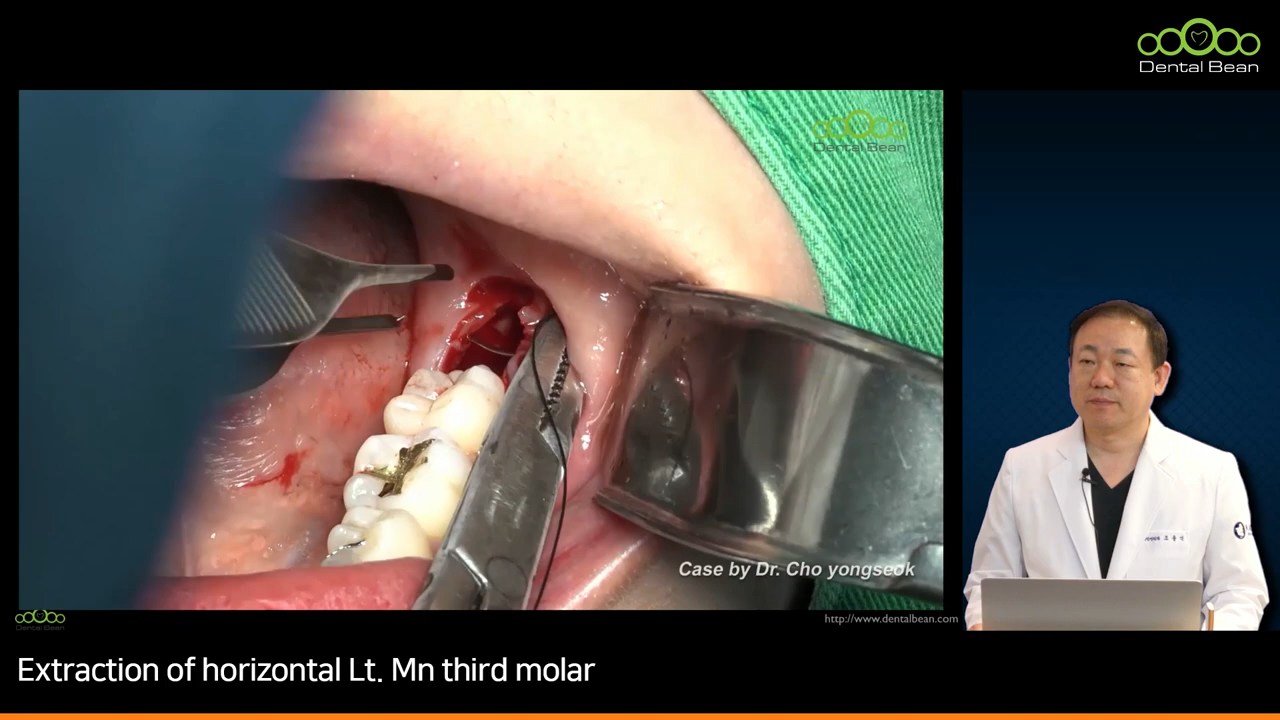 Dental Bean
Dental Bean
Case by Dr. Cho yongseok
Dental Bean
http://www.dentalbean.com
Extraction of horizontal Lt. Mn third molar